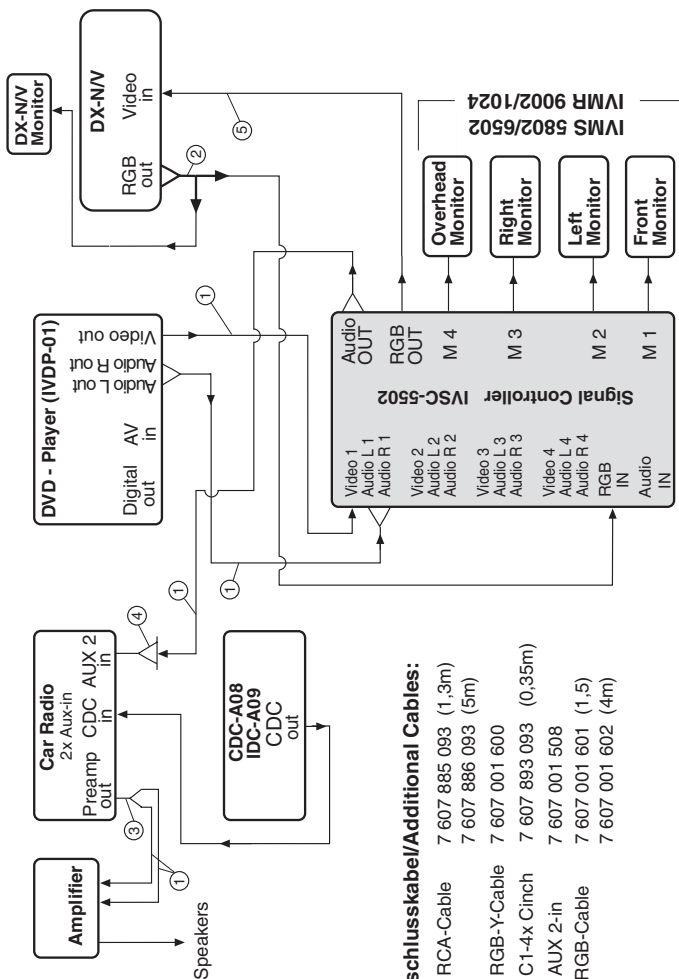 Amplifier
Speakers
Car Radio
2x Aux-in
Preamp out
CDC in
AUX 2 in
3
1
4
1
CDC-A08
IDC-A09
CDC
out
DVD - Player (IVDP-01)
Digital out
AV in
Audio L out
Audio R out
Video out
1
1
DX-N/V
Monitor
DX-N/V
RGB out
Video in
2
5
Video 1
Audio L 1
Audio R 1
Video 2
Audio L 2
Audio R 2
Video 3
Audio L 3
Audio R 3
Video 4
Audio L 4
Audio R 4
RGB
IN
Audio
IN
Signal Controller IVSC-5502
Audio
OUT
RGB
OUT
M 4
M 3
M 2
M 1
Overhead
Monitor
Right
Monitor
Left
Monitor
Front
Monitor
IVMS 5802/6502
IVMR 9002/1024
schlusskabel/Additional Cables:
RCA-Cable 7 607 885 093 (1,3m)
7 607 886 093 (5m)
RGB-Y-Cable 7 607 001 600
C1-4x Cinch 7 607 893 093 (0,35m)
AUX 2-in 7 607 001 508
RGB-Cable 7 607 001 601 (1,5)
7 607 001 602 (4m)